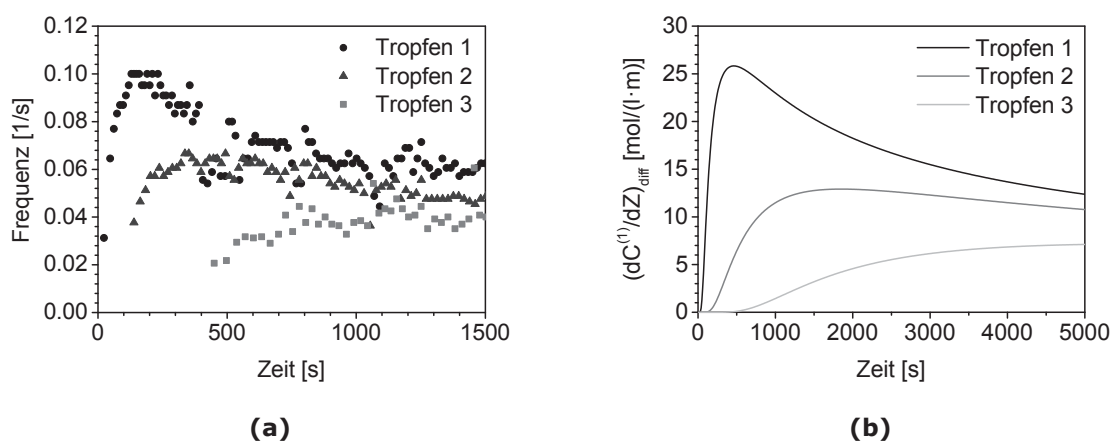 0.12
0.10
0.08
0.06
0.04
0.02
0.00
Frequenz [1/s]
Tropfen 1
Tropfen 2
Tropfen 3
0 500 1000 1500
Zeit [s]
(a)
30
25
20
15
10
5
0
(dC^(1)/dZ)_diff [mol/(l·m)]
Tropfen 1
Tropfen 2
Tropfen 3
0 1000 2000 3000 4000 5000
Zeit [s]
(b)